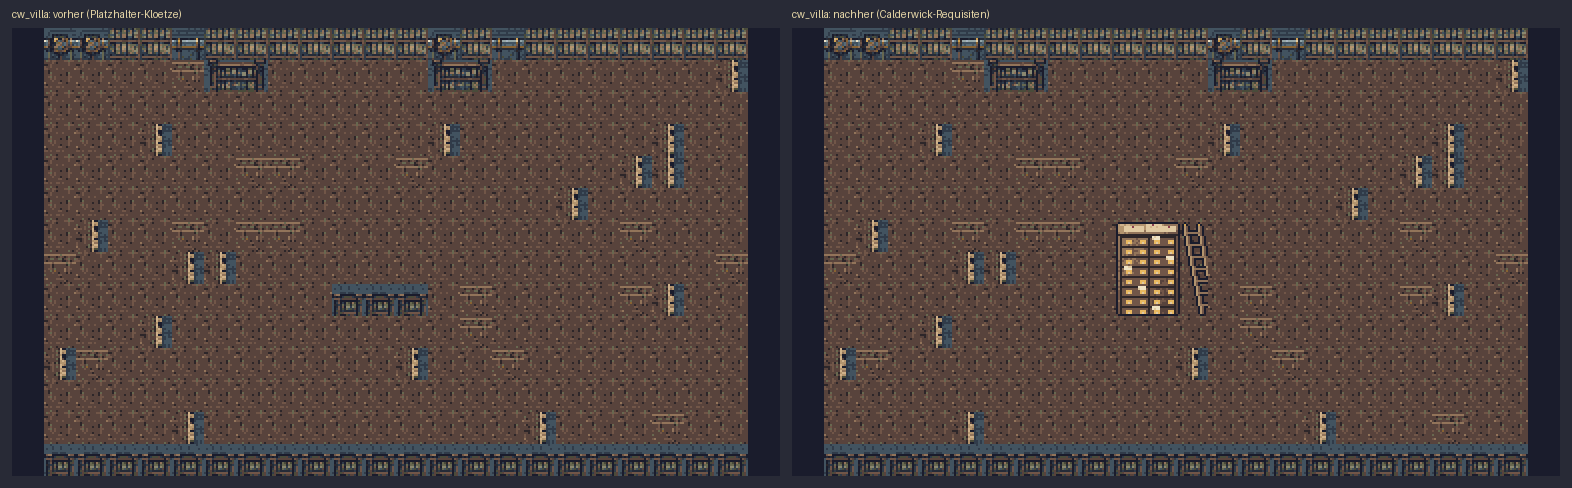 cw_villa: vorher (Platzhalter-Kloetze)
cw_villa: nachher (Calderwick-Requisiten)